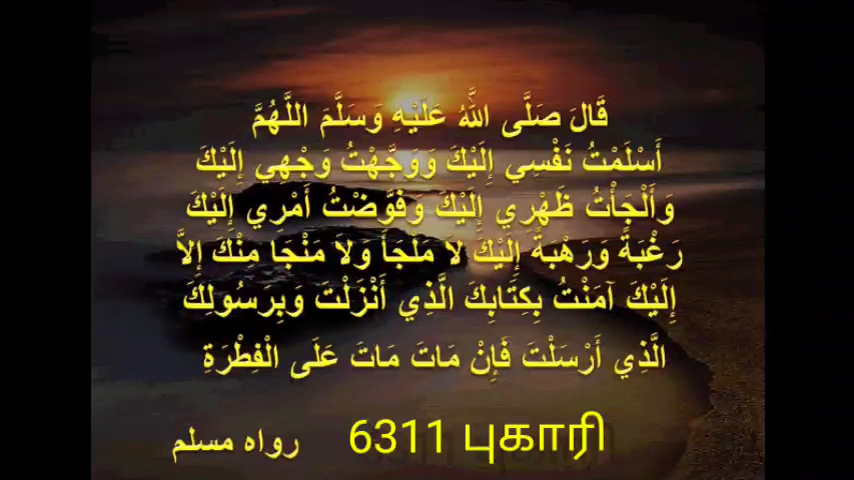 قَالَ صَلَّى اللَّهُ عَلَيْهِ وَسَلَّمَ اللَّهُمَّ
أَسْلَمْتُ نَفْسِي إِلَيْكَ وَوَجَّهْتُ وَجْهِي إِلَيْكَ
وَأَلْجَأْتُ ظَهْرِي إِلَيْكَ وَفَوَّضْتُ أَمْرِي إِلَيْكَ
رَغْبَةً وَرَهْبَةً إِلَيْكَ لاَ مَلْجَأَ وَلاَ مَنْجَا مِنْكَ إِلاَّ
إِلَيْكَ آمَنْتُ بِكِتَابِكَ الَّذِي أَنْزَلْتَ وَبِرَسُولِكَ
الَّذِي أَرْسَلْتَ فَإِنْ مَاتَ مَاتَ عَلَى الْفِطْرَةِ
رواه مسلم 6311 புகாரி